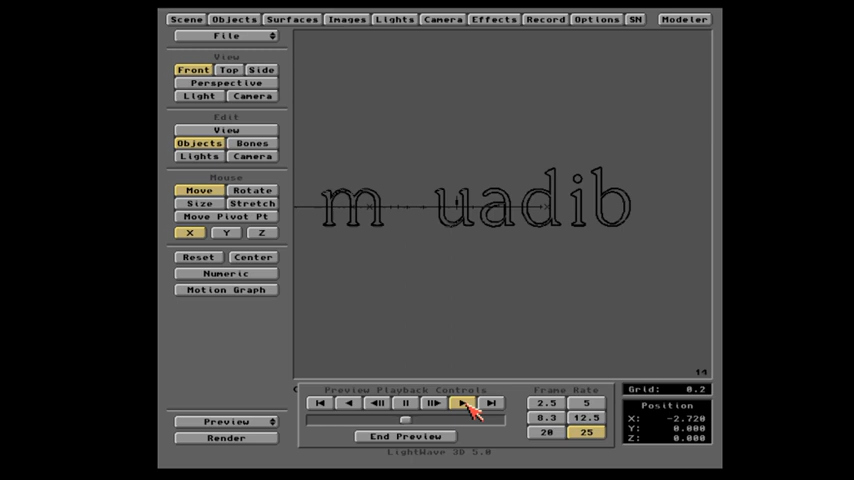 Scene Objects Surfaces Images Lights Camera Effects Record Options SN Modeler
File
View
Front Top Side
Perspective
Light Camera
Edit
View
Objects Bones
Lights Camera
Mouse
Move Rotate
Size Stretch
Move Pivot Pt
X Y Z
Reset Center
Numeric
Motion Graph
m uadib
14
Preview Playback Controls
End Preview
Frame Rate
2.5 5
8.3 12.5
20 25
Grid: 0.2
Position
X: -2.720
Y: 0.000
Z: 0.000
Preview
Render
LightWave 3D 5.0